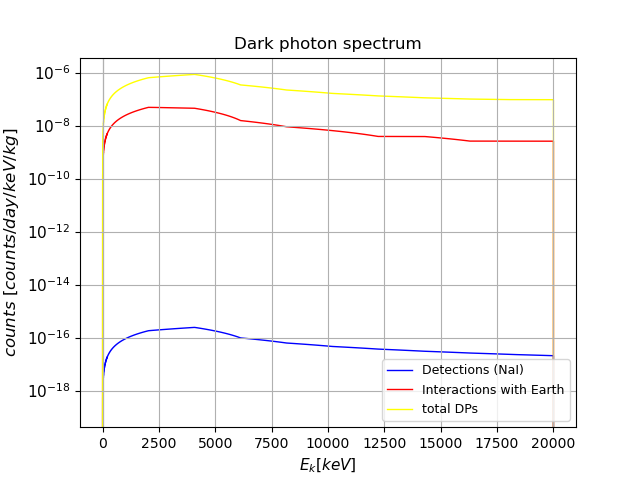 Dark photon spectrum
counts [counts/day/keV/kg]
10⁻⁶
10⁻⁸
10⁻¹⁰
10⁻¹²
10⁻¹⁴
10⁻¹⁶
10⁻¹⁸
Detections (NaI)
Interactions with Earth
total DPs
0 2500 5000 7500 10000 12500 15000 17500 20000
Eₖ[keV]